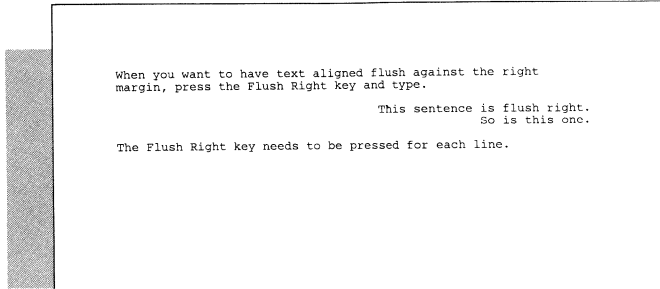 When you want to have text aligned flush against the right
margin, press the Flush Right key and type.
This sentence is flush right.
So is this one.
The Flush Right key needs to be pressed for each line.